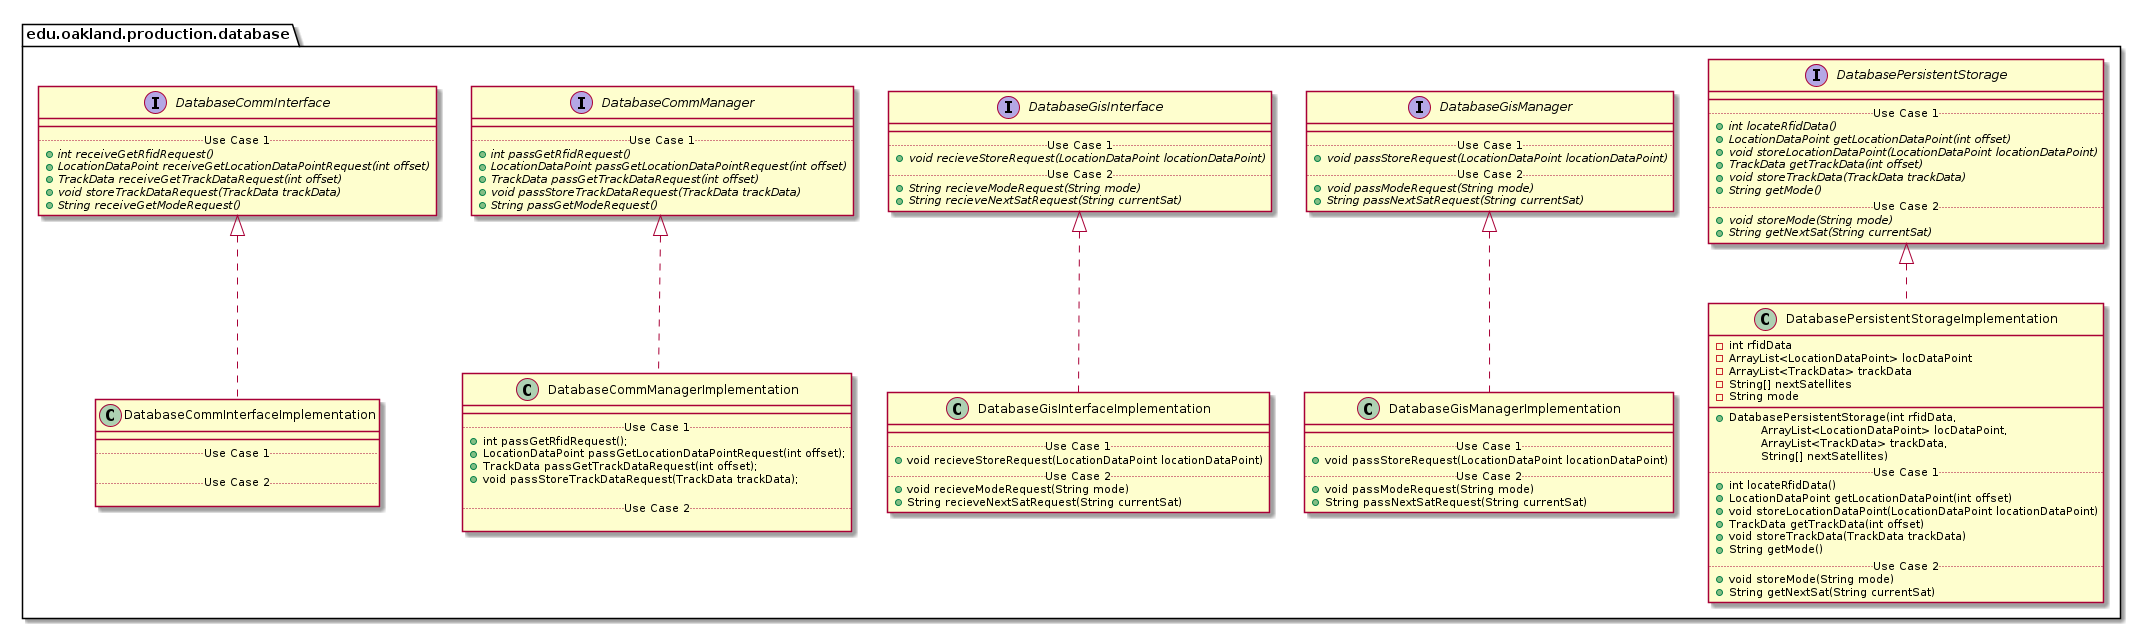 edu.oakland.production.database
I DatabaseCommInterface
Use Case 1
int receiveGetRfidRequest()
LocationDataPoint receiveGetLocationDataPointRequest(int offset)
TrackData receiveGetTrackDataRequest(int offset)
void storeTrackDataRequest(TrackData trackData)
String receiveGetModeRequest()
I DatabaseCommManager
Use Case 1
int passGetRfidRequest()
LocationDataPoint passGetLocationDataPointRequest(int offset)
TrackData passgetTrackDataRequest(int offset)
void passStoreTrackDataRequest(TrackData trackData)
String passGetModeRequest()
I DatabaseGisInterface
Use Case 1
void recieveStoreRequest(LocationDataPoint locationDataPoint)
Use Case 2
String recieveModeRequest(String mode)
String recieveNextSatRequest(String currentSat)
I DatabaseGisManager
Use Case 1
void passStoreRequest(LocationDataPoint locationDataPoint)
Use Case 2
void passModeRequest(String mode)
String passNextSatRequest(String currentSat)
I DatabasePersistentStorage
Use Case 1
int locateRfidData()
LocationDataPoint getLocationDataPoint(int offset)
void storeLocationDataPoint(LocationDataPoint locationDataPoint)
TrackData getTrackData(int offset)
void storeTrackData(TrackData trackData)
String getMode()
Use Case 2
void storeMode(String mode)
String getNextSat(String currentSat)
C DatabaseCommInterfaceImplementation
Use Case 1
Use Case 2
C DatabaseCommManagerImplementation
Use Case 1
int passGetRfidRequest();
LocationDataPoint passGetLocationDataPointRequest(int offset);
TrackData passGetTrackDataRequest(int offset);
void passStoreTrackDataRequest(TrackData trackData);
Use Case 2
C DatabaseGisInterfaceImplementation
Use Case 1
void recieveStoreRequest(LocationDataPoint locationDataPoint)
Use Case 2
void recieveModeRequest(String mode)
String recieveNextSatRequest(String currentSat)
C DatabaseGisManagerImplementation
Use Case 1
void passStoreRequest(LocationDataPoint locationDataPoint)
Use Case 2
void passModeRequest(String mode)
String passNextSatRequest(String currentSat)
C DatabasePersistentStorageImplementation
int rfidData
ArrayList<LocationDataPoint> locDataPoint
ArrayList<TrackData> trackData
String[] nextSatellites
String mode
DatabasePersistentStorage(int rfidData,
ArrayList<LocationDataPoint> locDataPoint,
ArrayList<TrackData> trackData,
String[] nextSatellites)
Use Case 1
int locateRfidData()
LocationDataPoint getLocationDataPoint(int offset)
void storeLocationDataPoint(LocationDataPoint locationDataPoint)
TrackData getTrackData(int offset)
void storeTrackData(TrackData trackData)
String getMode()
Use Case 2
void storeMode(String mode)
String getNextSat(String currentSat)